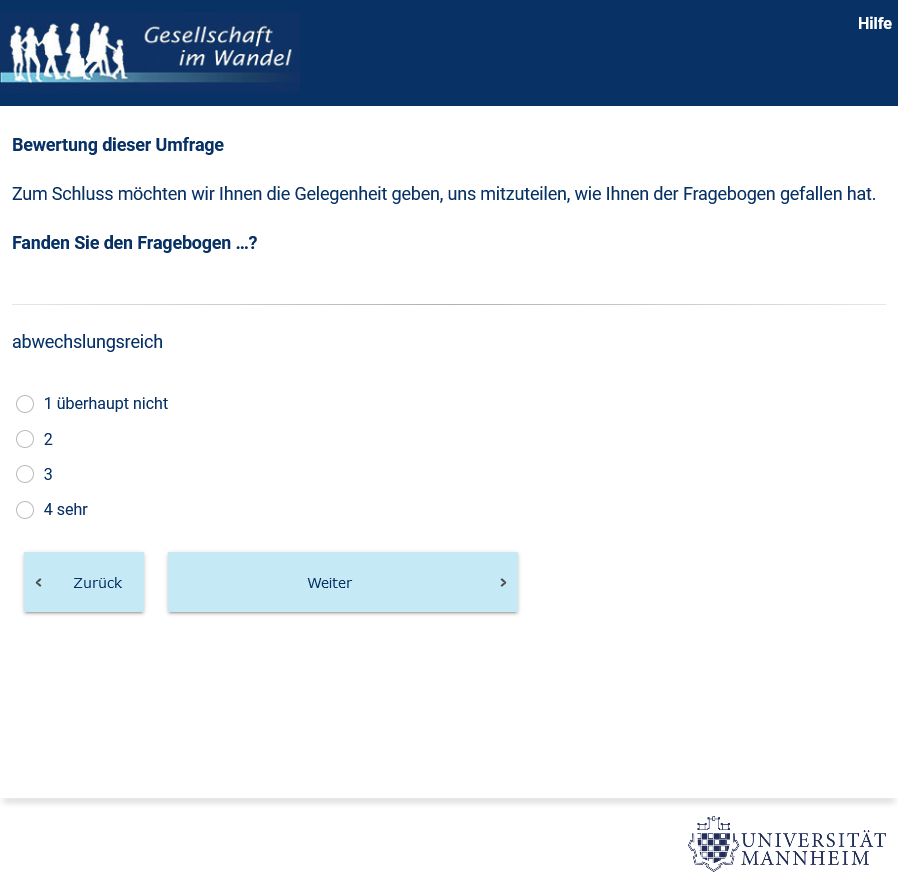 Gesellschaft
im Wandel
Hilfe
Bewertung dieser Umfrage
Zum Schluss möchten wir Ihnen die Gelegenheit geben, uns mitzuteilen, wie Ihnen der Fragebogen gefallen hat.
Fanden Sie den Fragebogen ...?
abwechslungsreich
1 überhaupt nicht
2
3
4 sehr
Zurück
Weiter
UNIVERSITÄT
MANNHEIM